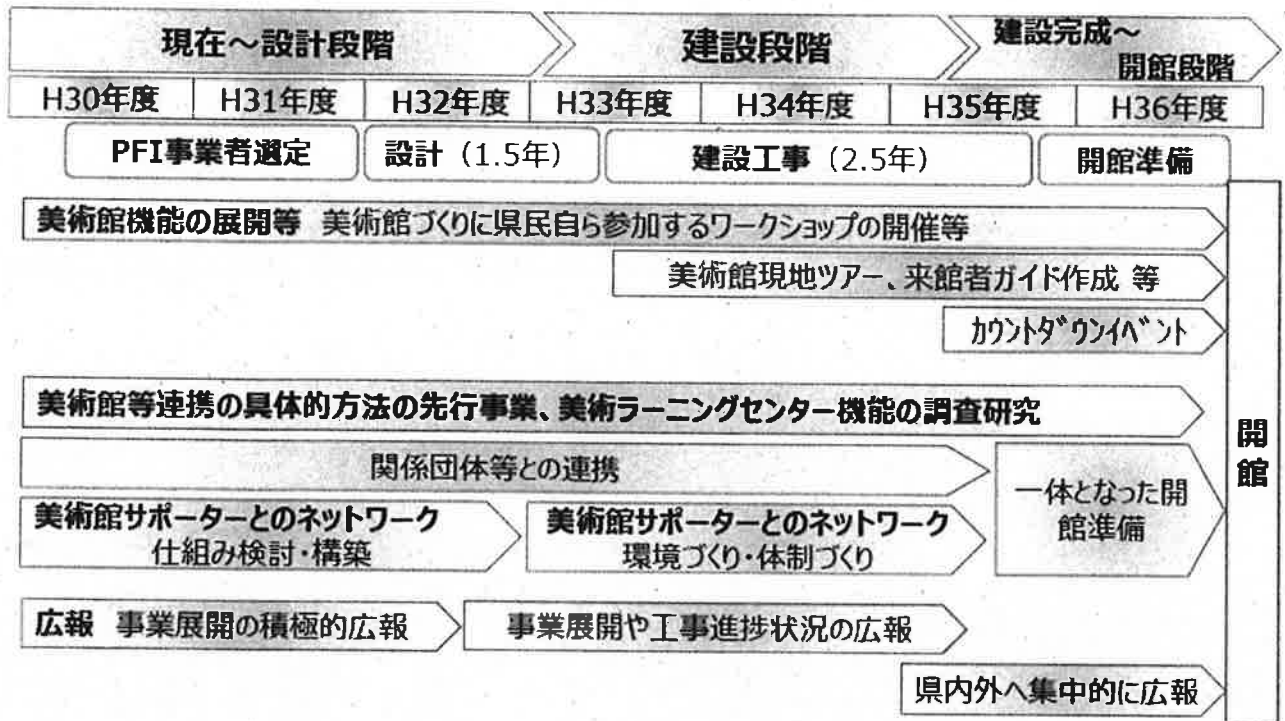 現在～設計段階
建設段階
建設完成～
開館段階
H30年度 H31年度 H32年度 H33年度 H34年度 H35年度 H36年度
PFI事業者選定 設計（1.5年） 建設工事（2.5年） 開館準備
美術館機能の展開等 美術館づくりに県民自ら参加するワークショップの開催等
美術館現地ツアー、来館者ガイド作成 等
カウントダウンイベント
美術館等連携の具体的方法の先行事業、美術ラーニングセンター機能の調査研究
関係団体等との連携
美術館サポーターとのネットワーク
仕組み検討・構築
美術館サポーターとのネットワーク
環境づくり・体制づくり
一体となった開
館準備
広報 事業展開の積極的広報
事業展開や工事進捗状況の広報
県内外へ集中的に広報
開館